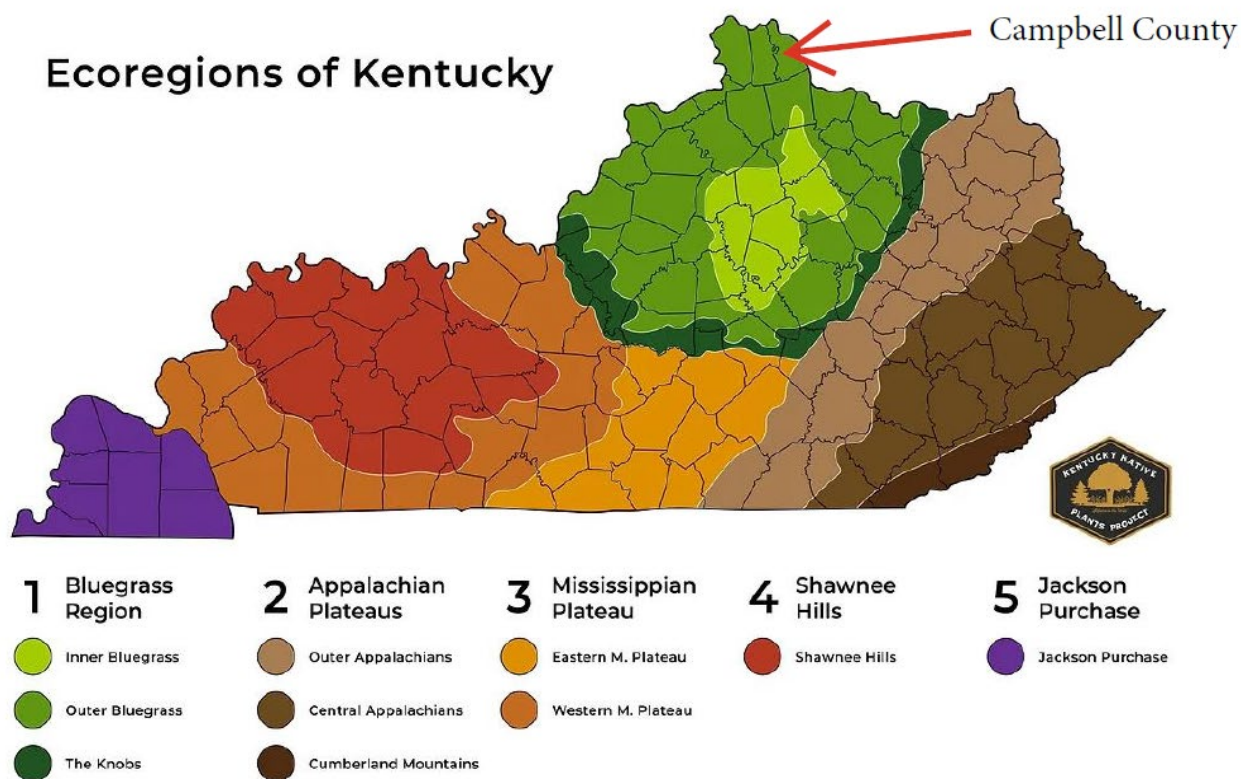 Campbell County
Ecoregions of Kentucky
KENTUCKY NATIVE
PLANTS PROJECT
1 Bluegrass
Region
Inner Bluegrass
Outer Bluegrass
The Knobs
2 Appalachian
Plateaus
Outer Appalachians
Central Appalachians
Cumberland Mountains
3 Mississippian
Plateau
Eastern M. Plateau
Western M. Plateau
4 Shawnee
Hills
Shawnee Hills
5 Jackson
Purchase
Jackson Purchase